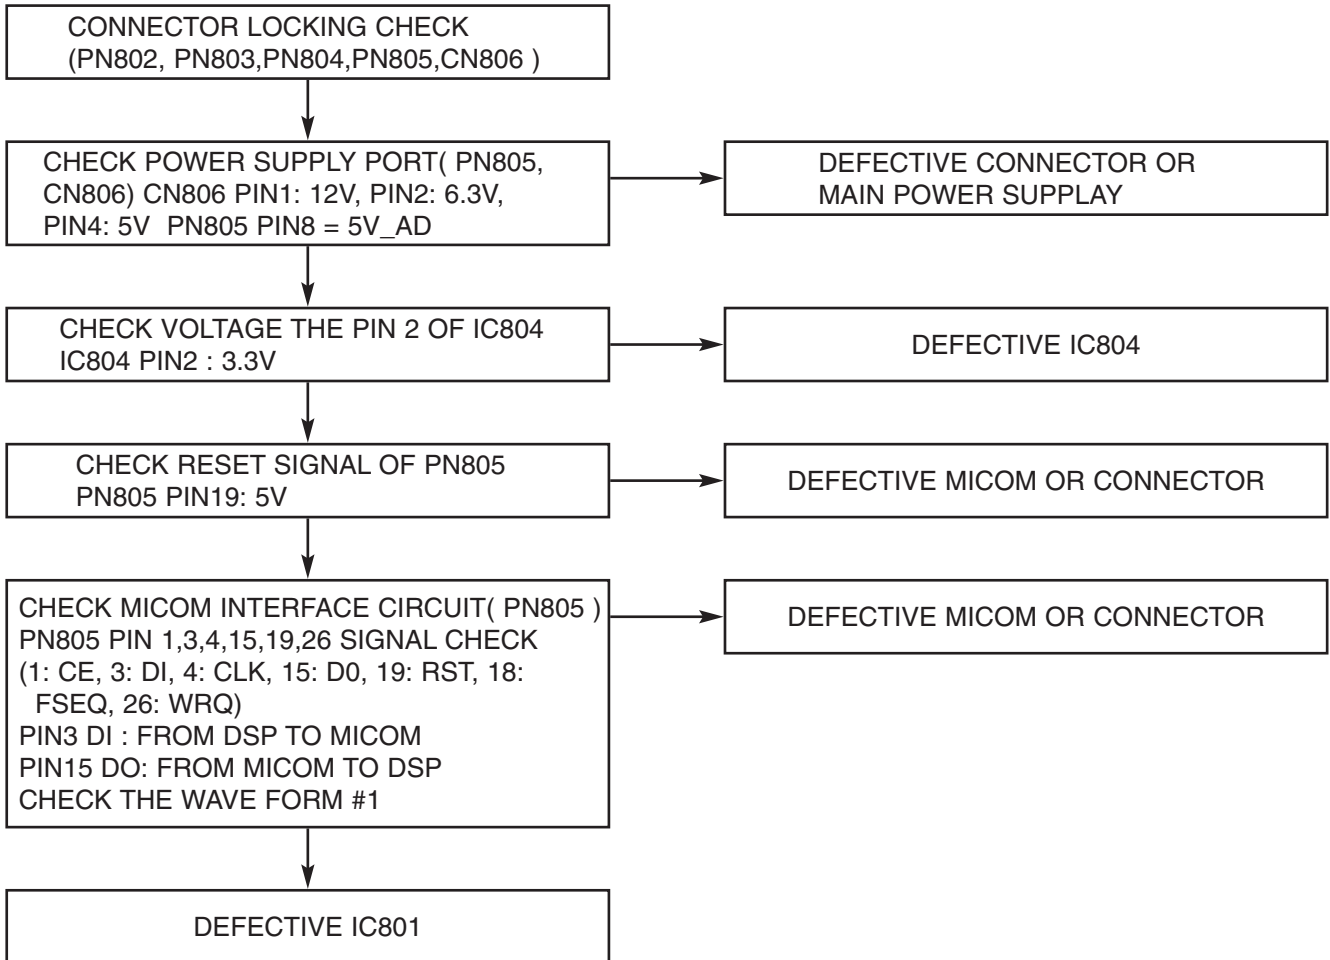 CONNECTOR LOCKING CHECK
(PN802, PN803,PN804,PN805,CN806 )
CHECK POWER SUPPLY PORT( PN805,
CN806) CN806 PIN1: 12V, PIN2: 6.3V,
PIN4: 5V  PN805 PIN8 = 5V_AD
DEFECTIVE CONNECTOR OR
MAIN POWER SUPPLAY
CHECK VOLTAGE THE PIN 2 OF IC804
IC804 PIN2 : 3.3V
DEFECTIVE IC804
CHECK RESET SIGNAL OF PN805
PN805 PIN19: 5V
DEFECTIVE MICOM OR CONNECTOR
CHECK MICOM INTERFACE CIRCUIT( PN805 )
PN805 PIN 1,3,4,15,19,26 SIGNAL CHECK
(1: CE, 3: DI, 4: CLK, 15: D0, 19: RST, 18:
FSEQ, 26: WRQ)
PIN3 DI : FROM DSP TO MICOM
PIN15 DO: FROM MICOM TO DSP
CHECK THE WAVE FORM #1
DEFECTIVE MICOM OR CONNECTOR
DEFECTIVE IC801